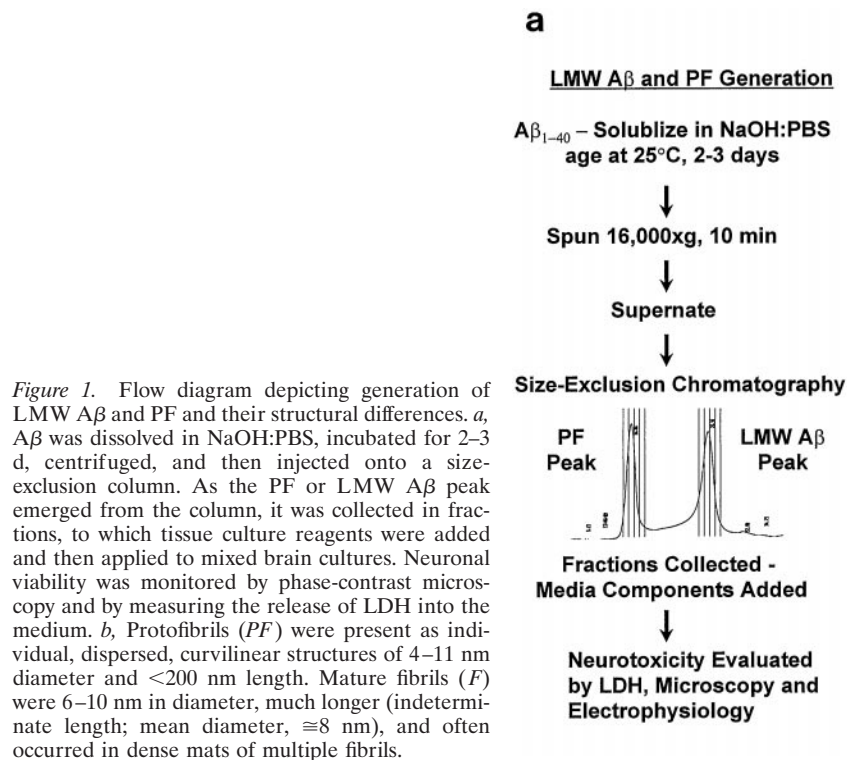 a
LMW Aβ and PF Generation
Aβ1–40 – Solublize in NaOH:PBS
age at 25°C, 2-3 days
Spun 16,000xg, 10 min
Supernate
Size-Exclusion Chromatography
PF
Peak
LMW Aβ
Peak
Fractions Collected -
Media Components Added
Neurotoxicity Evaluated
by LDH, Microscopy and
Electrophysiology
Figure 1. Flow diagram depicting generation of
LMW Aβ and PF and their structural differences. a,
Aβ was dissolved in NaOH:PBS, incubated for 2–3
d, centrifuged, and then injected onto a size-
exclusion column. As the PF or LMW Aβ peak
emerged from the column, it was collected in frac-
tions, to which tissue culture reagents were added
and then applied to mixed brain cultures. Neuronal
viability was monitored by phase-contrast micros-
copy and by measuring the release of LDH into the
medium. b, Protofibrils (PF) were present as indi-
vidual, dispersed, curvilinear structures of 4–11 nm
diameter and <200 nm length. Mature fibrils (F)
were 6–10 nm in diameter, much longer (indetermi-
nate length; mean diameter, ≅8 nm), and often
occurred in dense mats of multiple fibrils.